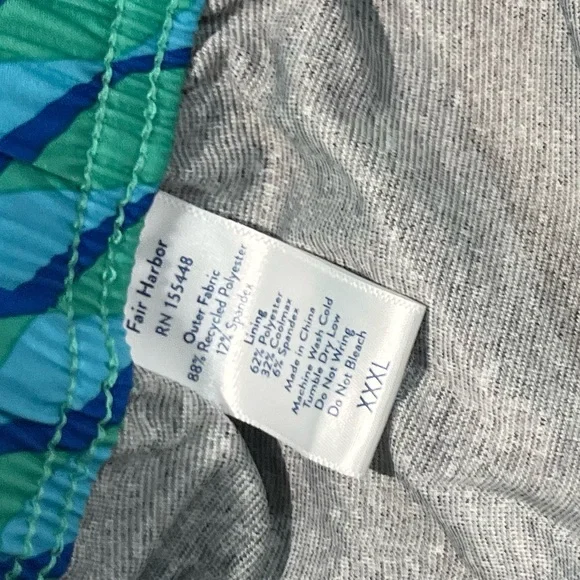 Fair Harbor
RN 155448
Outer Fabric
88% Recycled Polyester
12% Spandex
Lining
62% Polyester
32% Coolmax
6% Spandex
Made in China
Machine Wash Cold
Tumble Dry Low
Do Not Wring
Do Not Bleach
XXXL